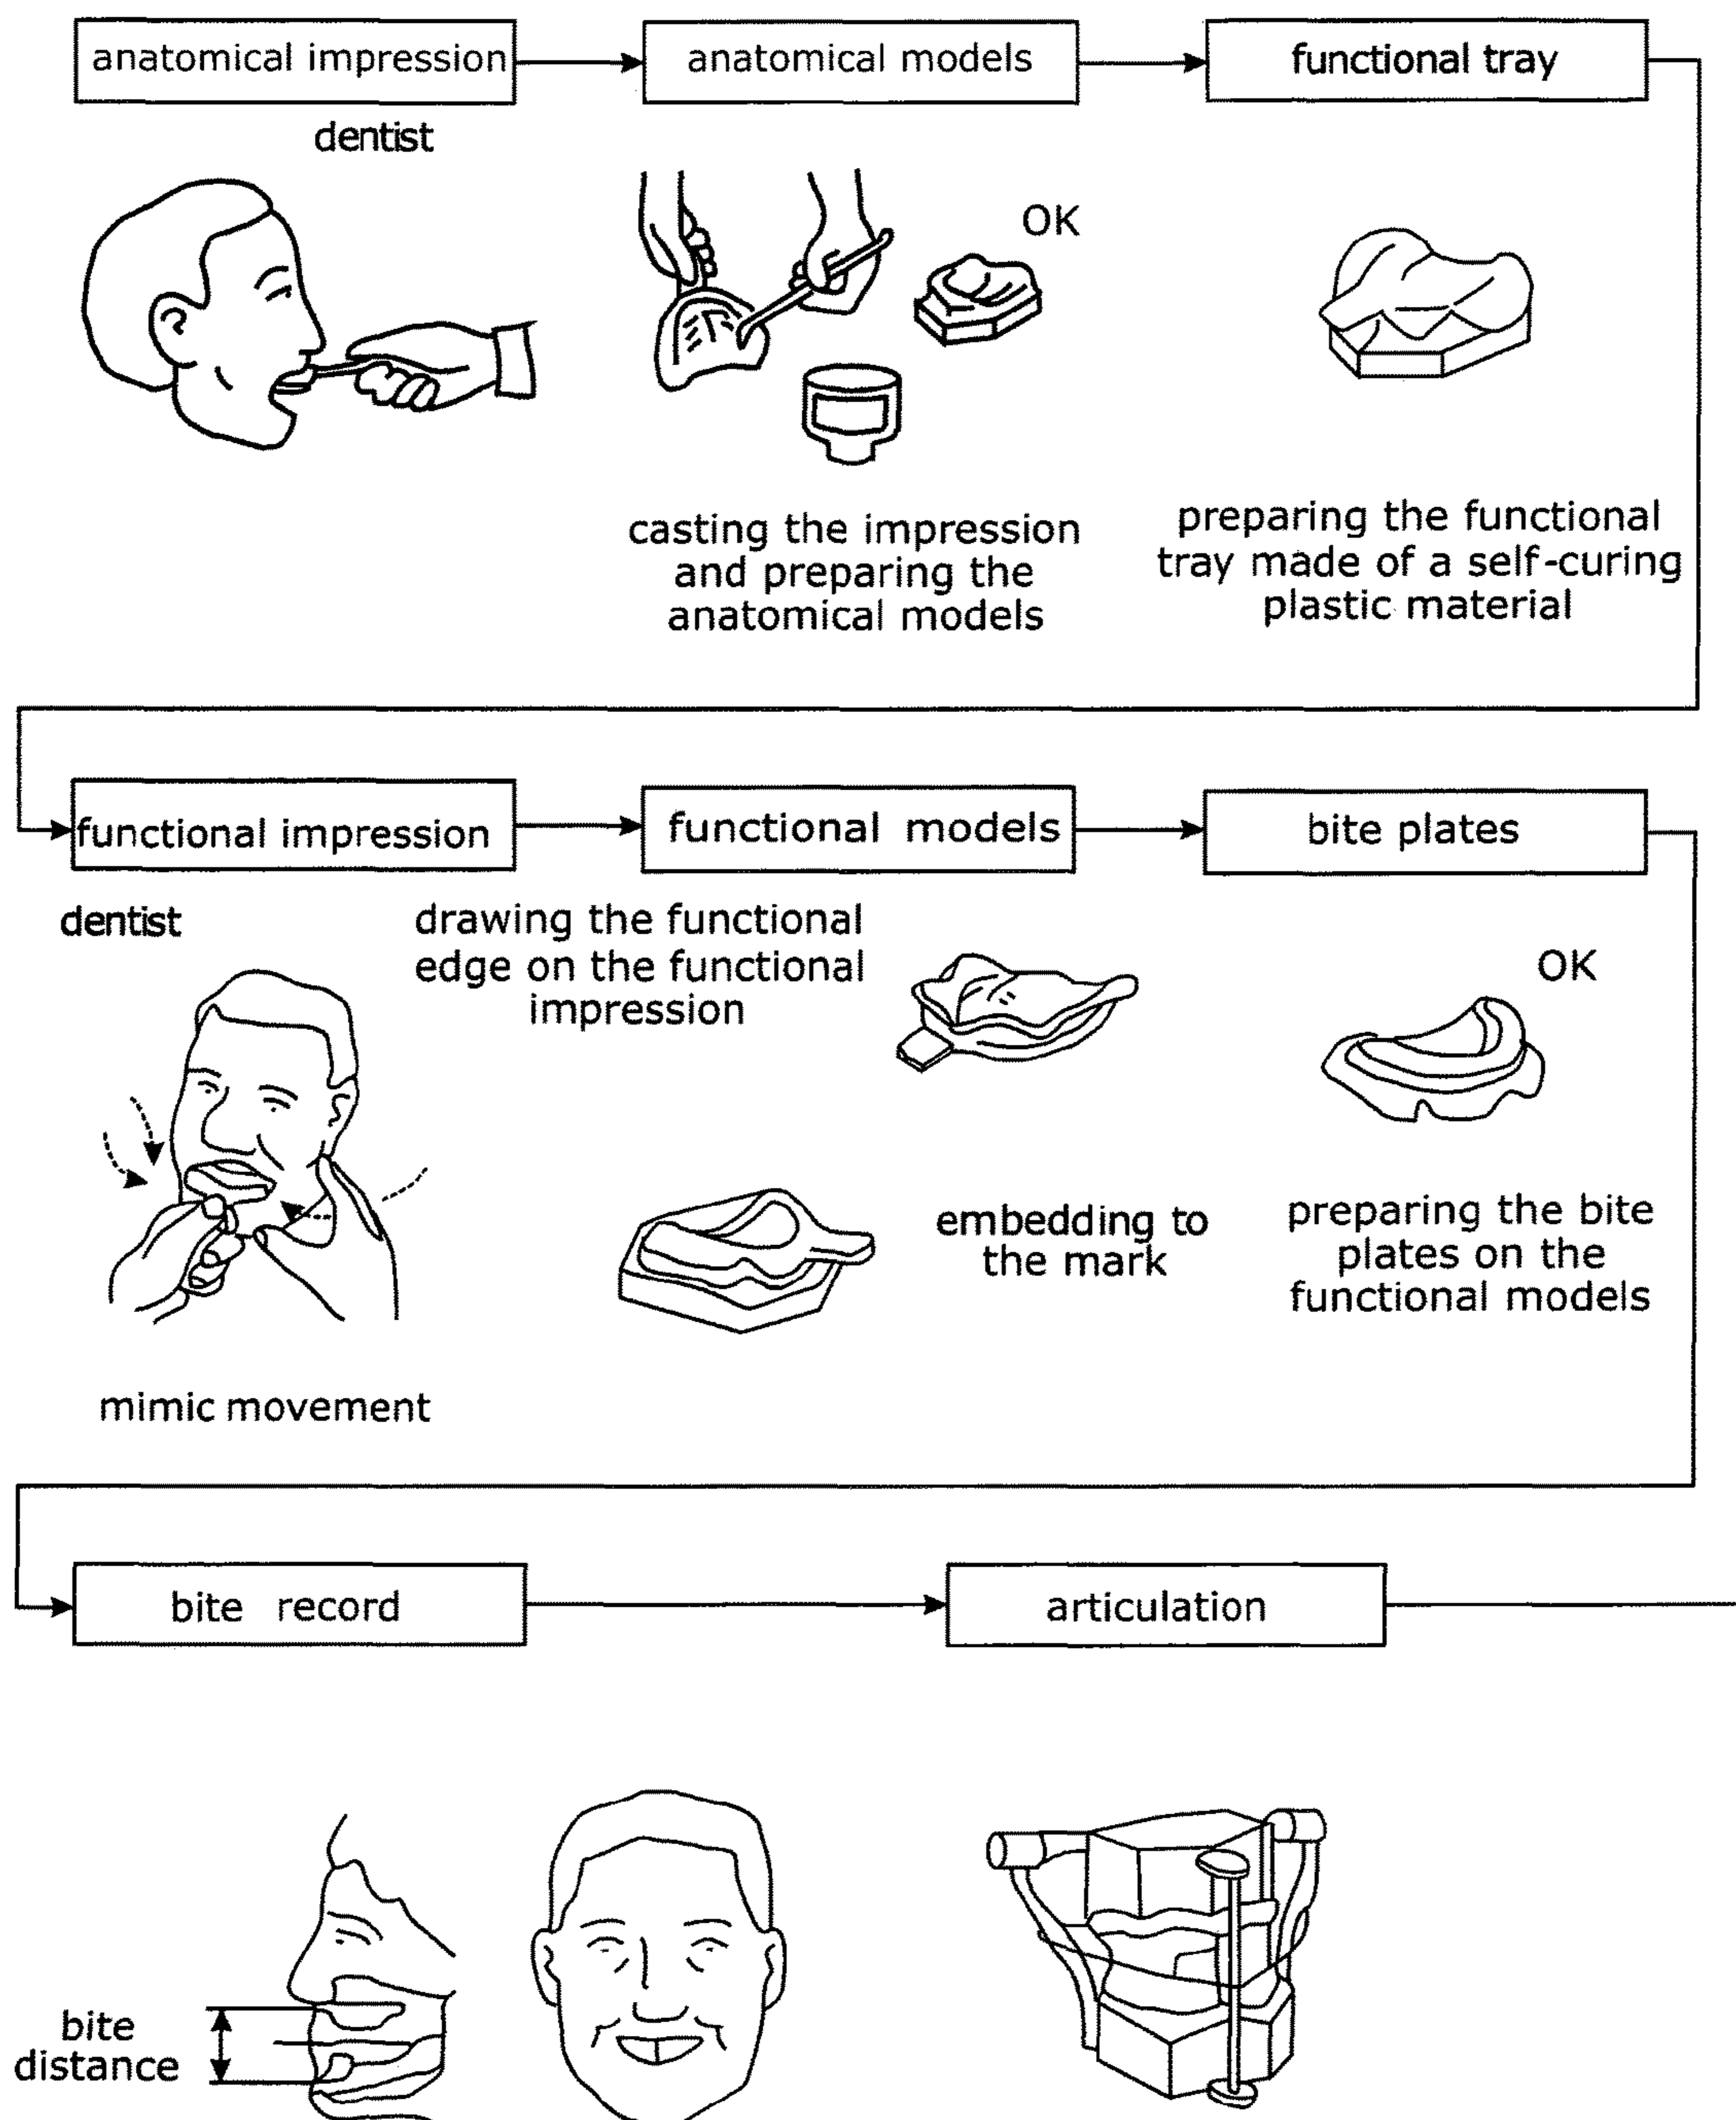 anatomical impression
anatomical models
functional tray
dentist
OK
casting the impression
and preparing the
anatomical models
preparing the functional
tray made of a self-curing
plastic material
functional impression
functional models
bite plates
dentist
drawing the functional
edge on the functional
impression
OK
embedding to
the mark
preparing the bite
plates on the
functional models
mimic movement
bite record
articulation
bite
distance